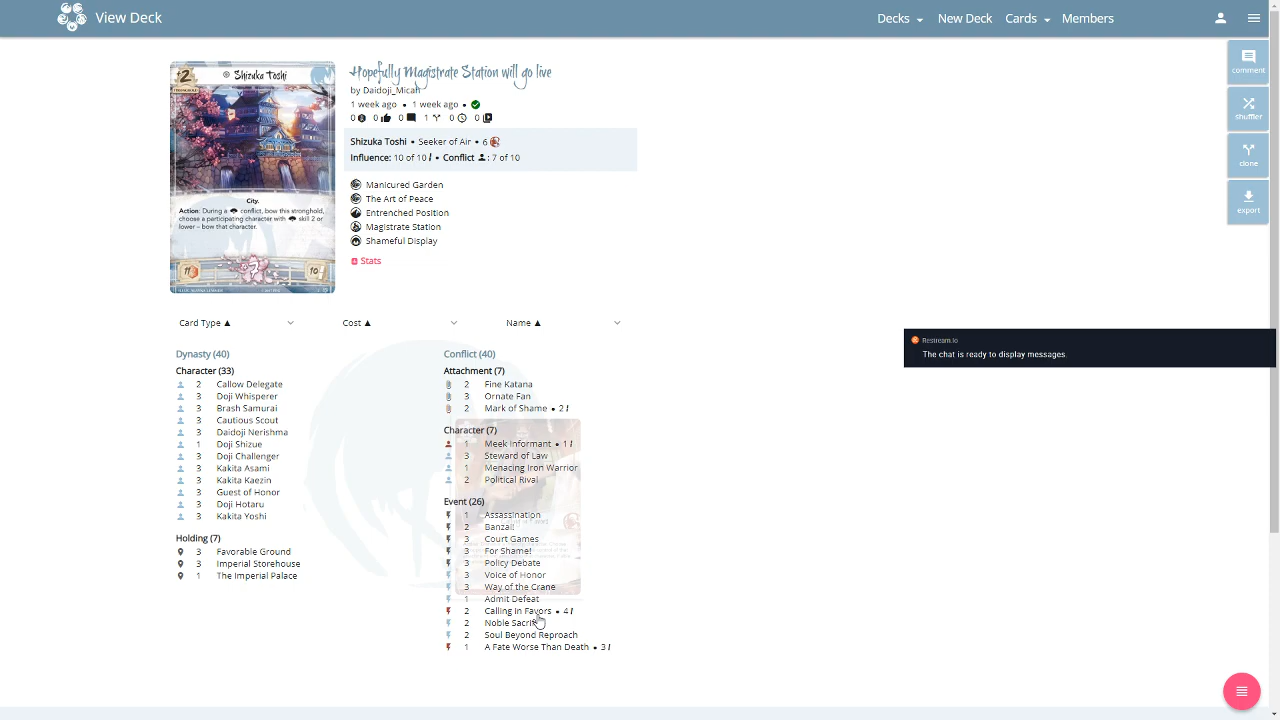 View Deck
Decks
New Deck
Cards
Members
comment
shuffler
clone
export
+2
Shizuka Toshi
STRONGHOLD
City.
Action: During a conflict, bow this stronghold,
choose a participating character with skill 2 or
lower – bow that character.
11
7
10
Hopefully Magistrate Station will go live
by Daidoji_Micah
1 week ago • 1 week ago •
0 0 0 1 0 0
Shizuka Toshi • Seeker of Air • 6
Influence: 10 of 10 • Conflict : 7 of 10
Manicured Garden
The Art of Peace
Entrenched Position
Magistrate Station
Shameful Display
Stats
Card Type ▲
Cost ▲
Name ▲
Restream.io
The chat is ready to display messages.
Dynasty (40)
Character (33)
2 Callow Delegate
3 Doji Whisperer
3 Brash Samurai
3 Cautious Scout
3 Daidoji Nerishma
1 Doji Shizue
3 Doji Challenger
3 Kakita Asami
3 Kakita Kaezin
3 Guest of Honor
3 Doji Hotaru
3 Kakita Yoshi
Holding (7)
3 Favorable Ground
3 Imperial Storehouse
1 The Imperial Palace
Conflict (40)
Attachment (7)
2 Fine Katana
3 Ornate Fan
2 Mark of Shame • 2
Character (7)
1 Meek Informant • 1
3 Steward of Law
1 Menacing Iron Warrior
2 Political Rival
Event (26)
1 Assassination
2 Banzai!
3 Court Games
3 For Shame!
3 Policy Debate
3 Voice of Honor
3 Way of the Crane
1 Admit Defeat
2 Calling in Favors • 4
2 Noble Sacrifi
2 Soul Beyond Reproach
1 A Fate Worse Than Death • 3